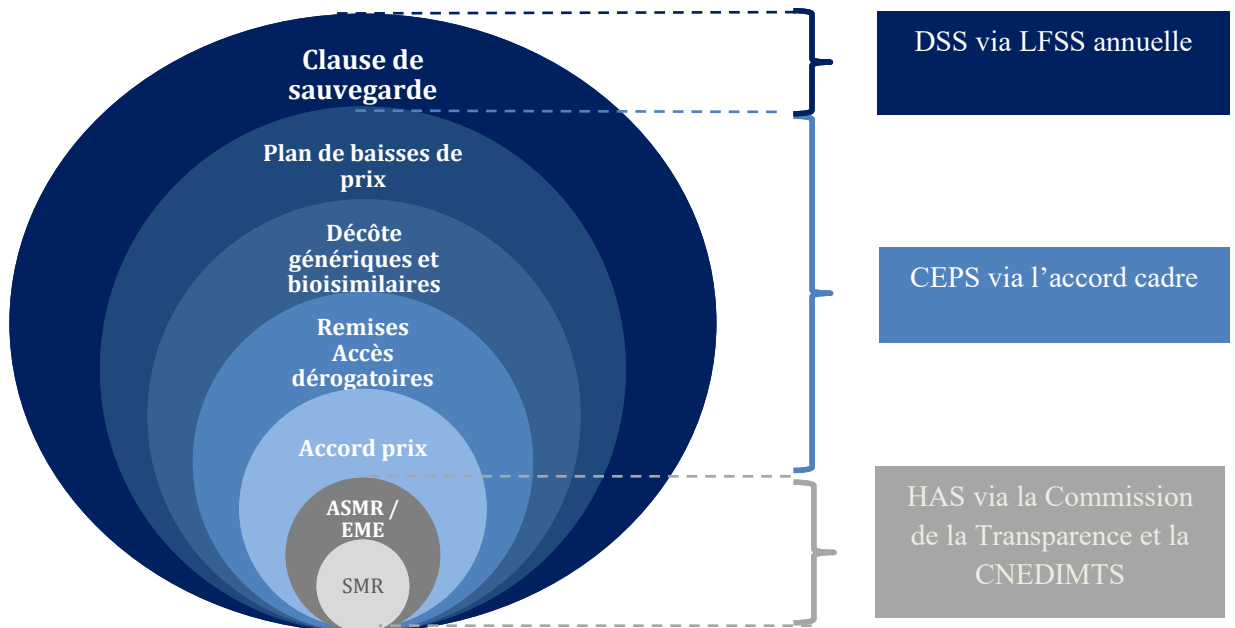 Clause de
sauvegarde
Plan de baisses de
prix
Décôte
génériques et
bioisimilaires
Remises
Accès
dérogatoires
Accord prix
ASMR /
EME
SMR
DSS via LFSS annuelle
CEPS via l’accord cadre
HAS via la Commission
de la Transparence et la
CNEDIMTS